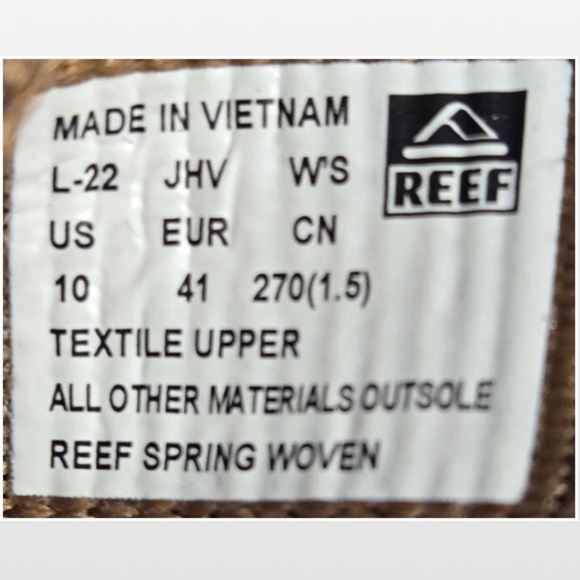 MADE IN VIETNAM
REEF
L-22 JHV W'S
US EUR CN
10 41 270(1.5)
TEXTILE UPPER
ALL OTHER MATERIALS OUTSOLE
REEF SPRING WOVEN